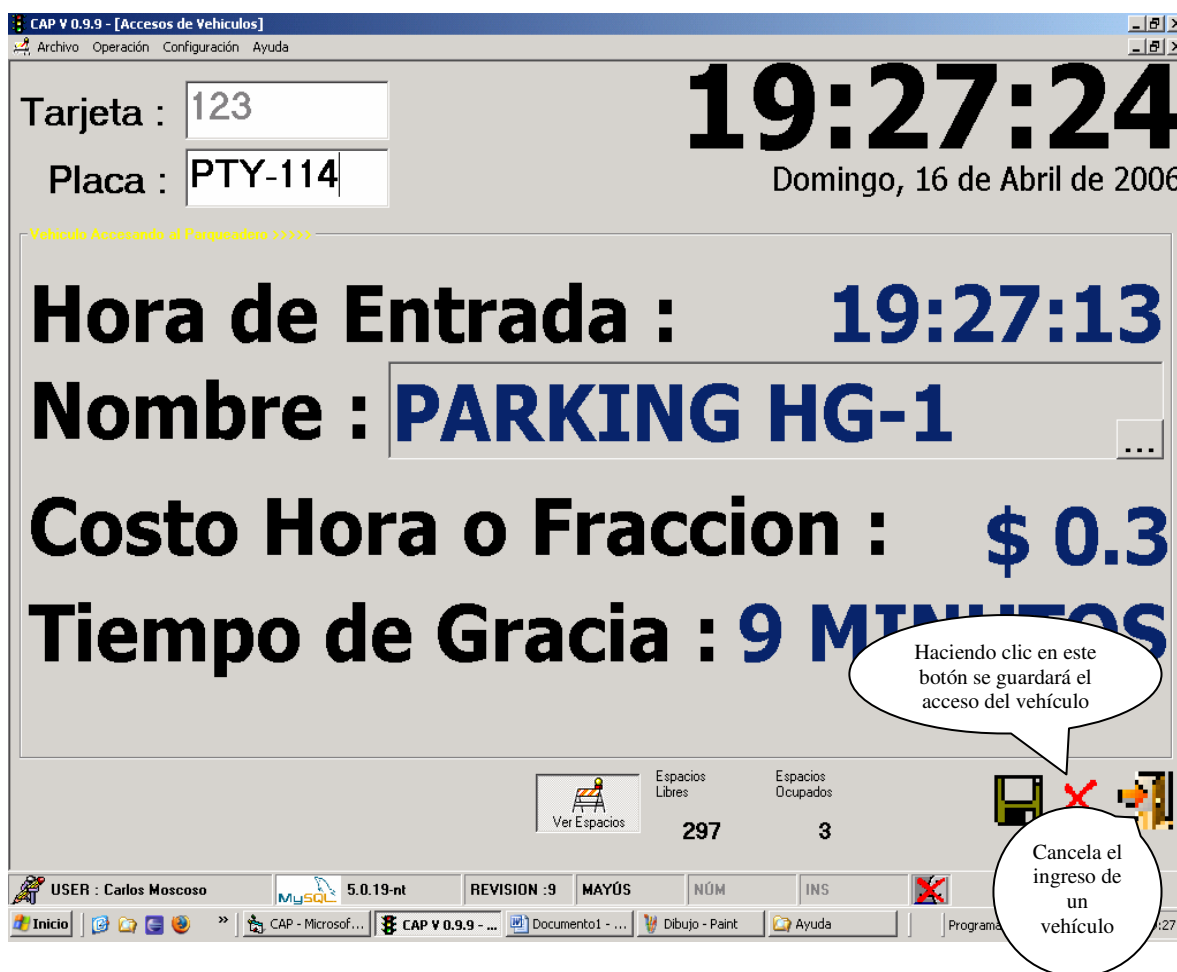 CAP V 0.9.9 - [Accesos de Vehiculos]
Archivo Operación Configuración Ayuda
Tarjeta : 123
19:27:24
Placa : PTY-114
Domingo, 16 de Abril de 2006
Vehiculo Accesando al Parqueadero >>>>>
Hora de Entrada : 19:27:13
Nombre : PARKING HG-1
...
Costo Hora o Fraccion : $ 0.3
Tiempo de Gracia : 9 MINUTOS
Haciendo clic en este
botón se guardará el
acceso del vehículo
Ver Espacios
Espacios
Libres
297
Espacios
Ocupados
3
Cancela el
ingreso de
un
vehículo
USER : Carlos Moscoso
MySQL
5.0.19-nt
REVISION :9
MAYÚS
NÚM
INS
Inicio
»
CAP - Microsof...
CAP V 0.9.9 - ...
Documento1 - ...
Dibujo - Paint
Ayuda